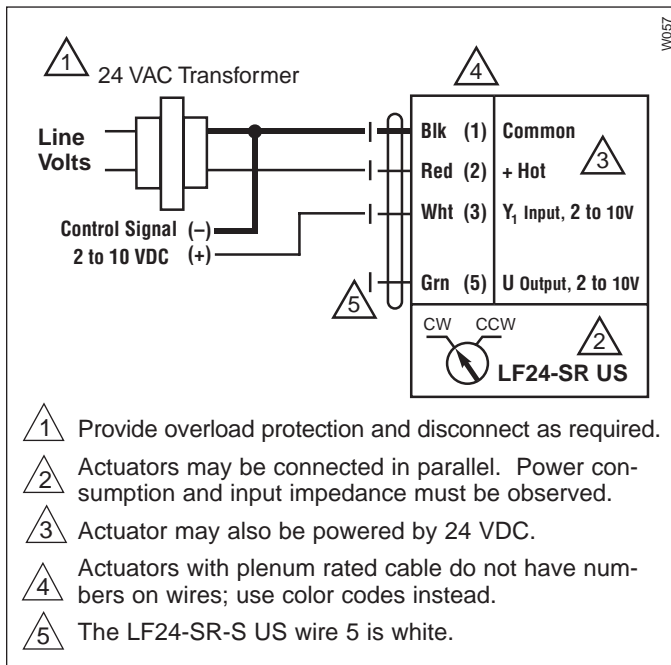 W057
1 24 VAC Transformer
4
Line
Volts
Blk (1) Common
3
Red (2) + Hot
Control Signal (–)
2 to 10 VDC (+)
Wht (3) Y1 Input, 2 to 10V
5
Grn (5) U Output, 2 to 10V
CW CCW
2
LF24-SR US
1 Provide overload protection and disconnect as required.
2 Actuators may be connected in parallel. Power con-
sumption and input impedance must be observed.
3 Actuator may also be powered by 24 VDC.
4 Actuators with plenum rated cable do not have num-
bers on wires; use color codes instead.
5 The LF24-SR-S US wire 5 is white.